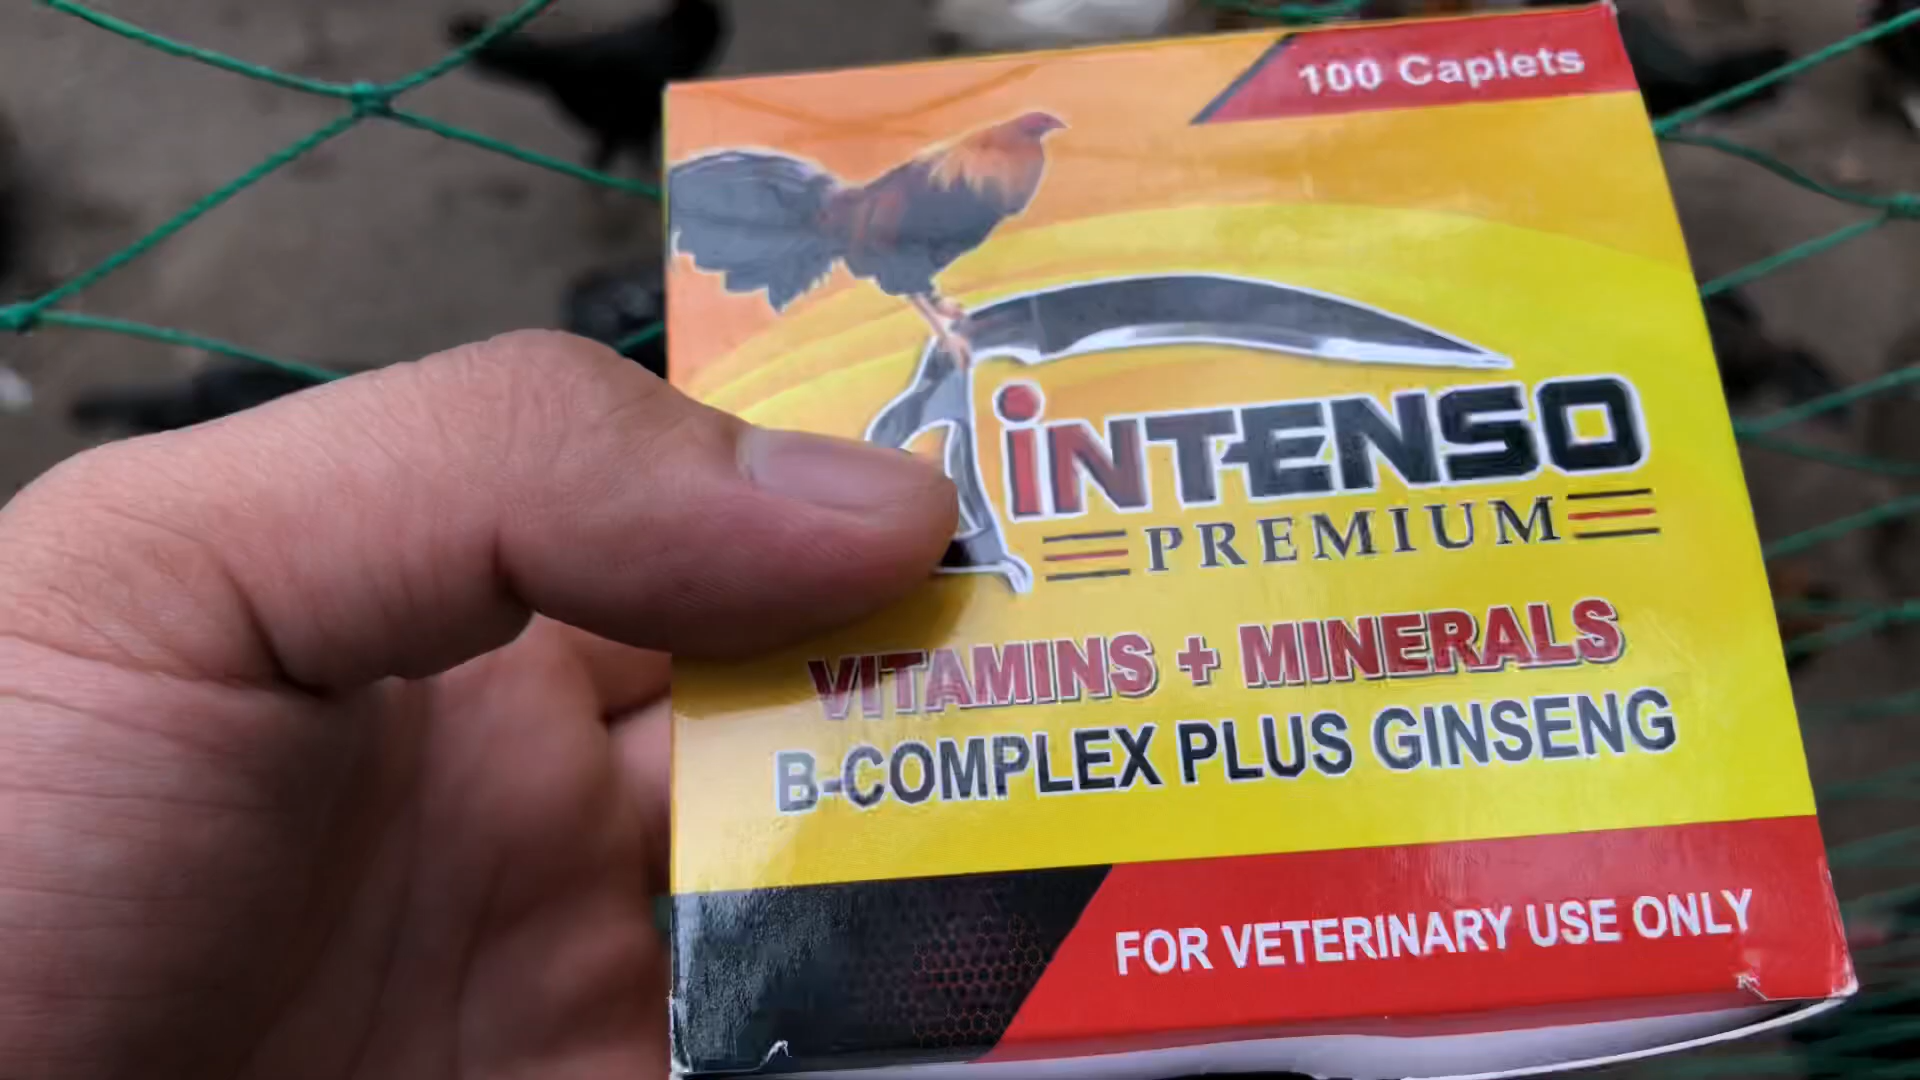 100 Caplets
iNTENSO
PREMIUM
VITAMINS + MINERALS
B-COMPLEX PLUS GINSENG
FOR VETERINARY USE ONLY